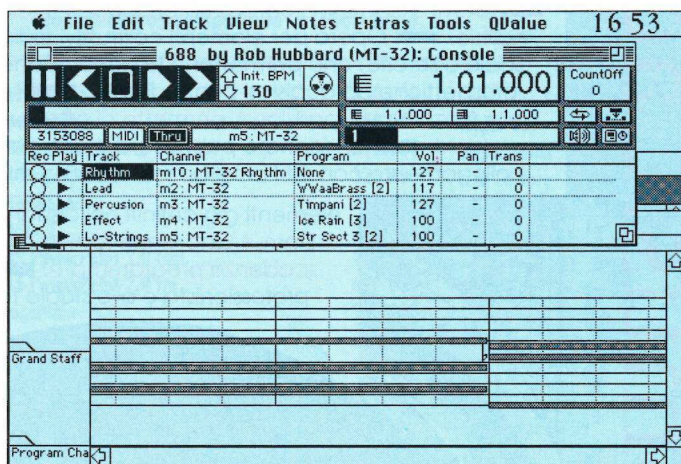 File Edit Track View Notes Extras Tools QValue 16 53
688 by Rob Hubbard (MT-32): Console
Init. BPM
130
1.01.000
CountOff
0
1.1.000 1.1.000
3153088 MIDI Thru m5:MT-32 1
Rec Play Track Channel Program Vol. Pan Trans
Rhythm m10:MT-32 Rhythm None 127 - 0
Lead m2:MT-32 WWaaBrass [2] 117 - 0
Percusion m3:MT-32 Timpani [2] 127 - 0
Effect m4:MT-32 Ice Rain [3] 100 - 0
Lo-Strings m5:MT-32 Str Sect 3 [2] 100 - 0
Grand Staff
Program Cha